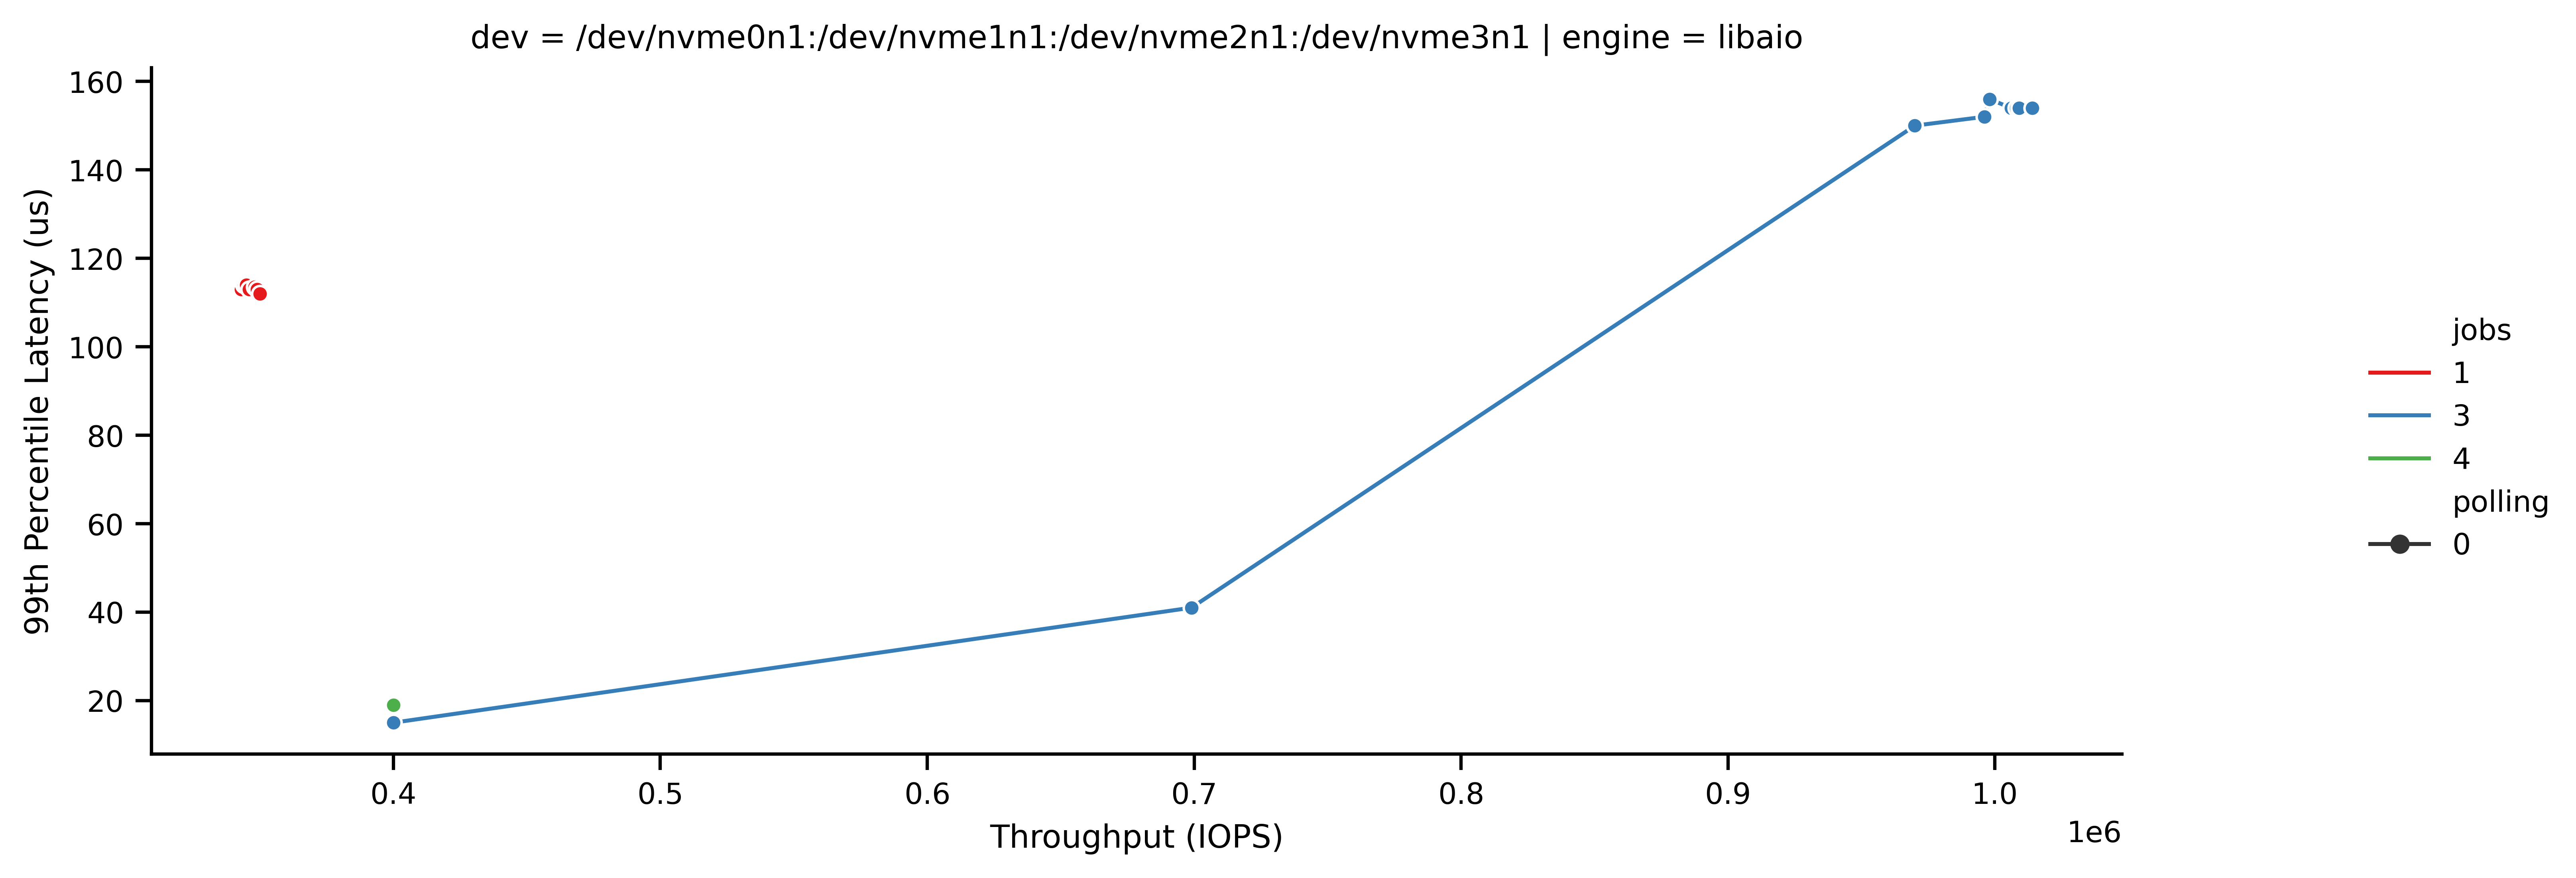 dev = /dev/nvme0n1:/dev/nvme1n1:/dev/nvme2n1:/dev/nvme3n1 | engine = libaio
160
140
120
100
80
60
40
20
99th Percentile Latency (us)
0.4 0.5 0.6 0.7 0.8 0.9 1.0
1e6
Throughput (IOPS)
jobs
1
3
4
polling
0